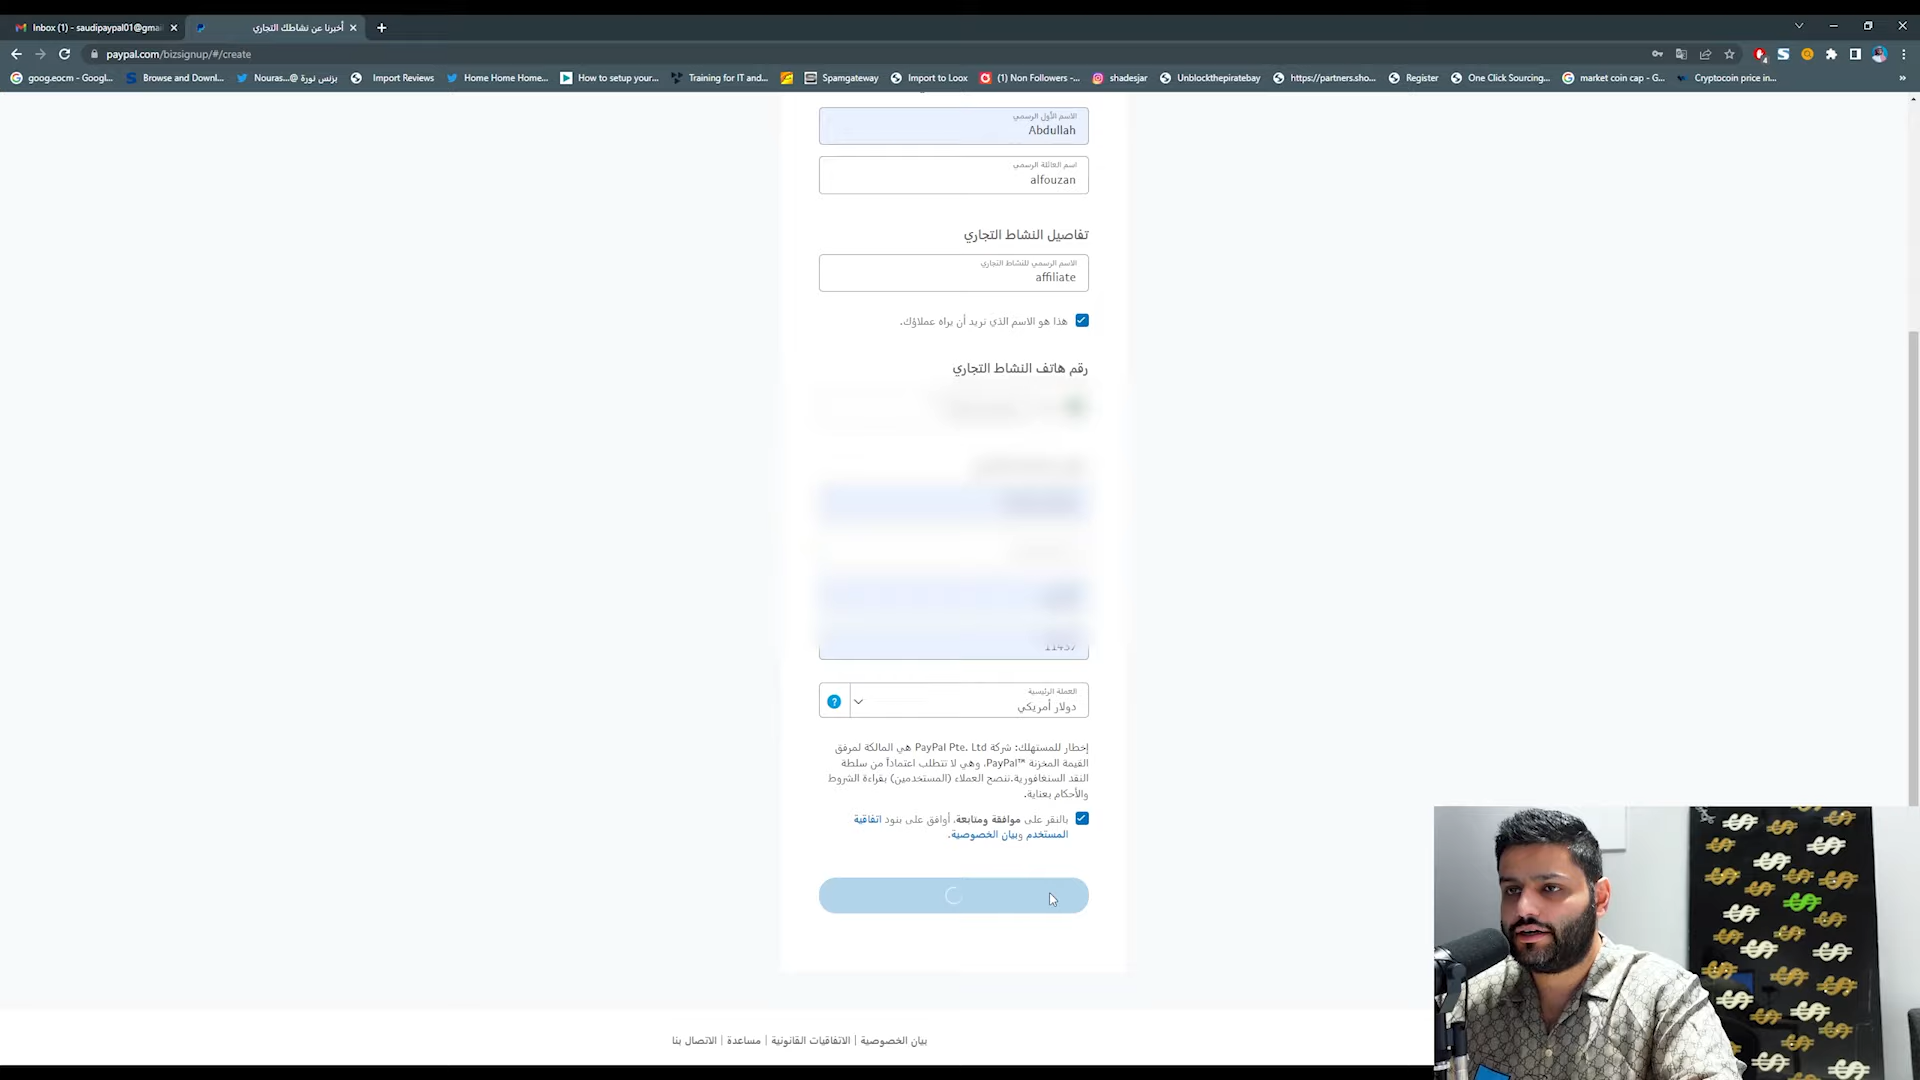 Inbox (1) - saudipaypal01@gmai
أخبرنا عن نشاطك التجاري
paypal.com/bizsignup/#/create
goog.eocm - Googl...
Browse and Downl...
Nouras...@ بزنس نورة
Import Reviews
Home Home Home...
How to setup your...
Training for IT and...
Spamgateway
Import to Loox
(1) Non Followers -...
shadesjar
Unblockthepiratebay
https://partners.sho...
Register
One Click Sourcing...
market coin cap - G...
Cryptocoin price in...
الاسم الأول الرسمي
Abdullah
اسم العائلة الرسمي
alfouzan
تفاصيل النشاط التجاري
الاسم الرسمي للنشاط التجاري
affiliate
هذا هو الاسم الذي نريد أن يراه عملاؤك.
رقم هاتف النشاط التجاري
العملة الرئيسية
دولار أمريكي
إخطار للمستهلك: شركة PayPal Pte. Ltd هي المالكة لمرفق
القيمة المخزنة PayPal™، وهي لا تتطلب اعتماداً من سلطة
النقد السنغافورية.ننصح العملاء (المستخدمين) بقراءة الشروط
والأحكام بعناية.
بالنقر على موافقة ومتابعة، أوافق على بنود اتفاقية
المستخدم وبيان الخصوصية.
بيان الخصوصية | الاتفاقيات القانونية | مساعدة | الاتصال بنا